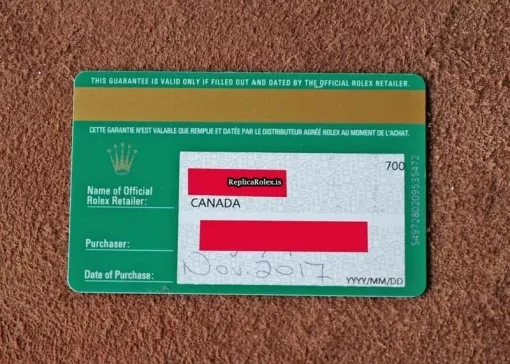 THIS GUARANTEE IS VALID ONLY IF FILLED OUT AND DATED BY THE OFFICIAL ROLEX RETAILER.
CETTE GARANTIE N'EST VALABLE QUE REMPLIE ET DATÉE PAR LE DISTRIBUTEUR AGRÉÉ ROLEX AU MOMENT DE L'ACHAT.
700
ReplicaRolex.is
Name of Official
Rolex Retailer:
CANADA
5497280209535472
Purchaser:
Date of Purchase:
Nov. 2017
YYYY/MM/DD